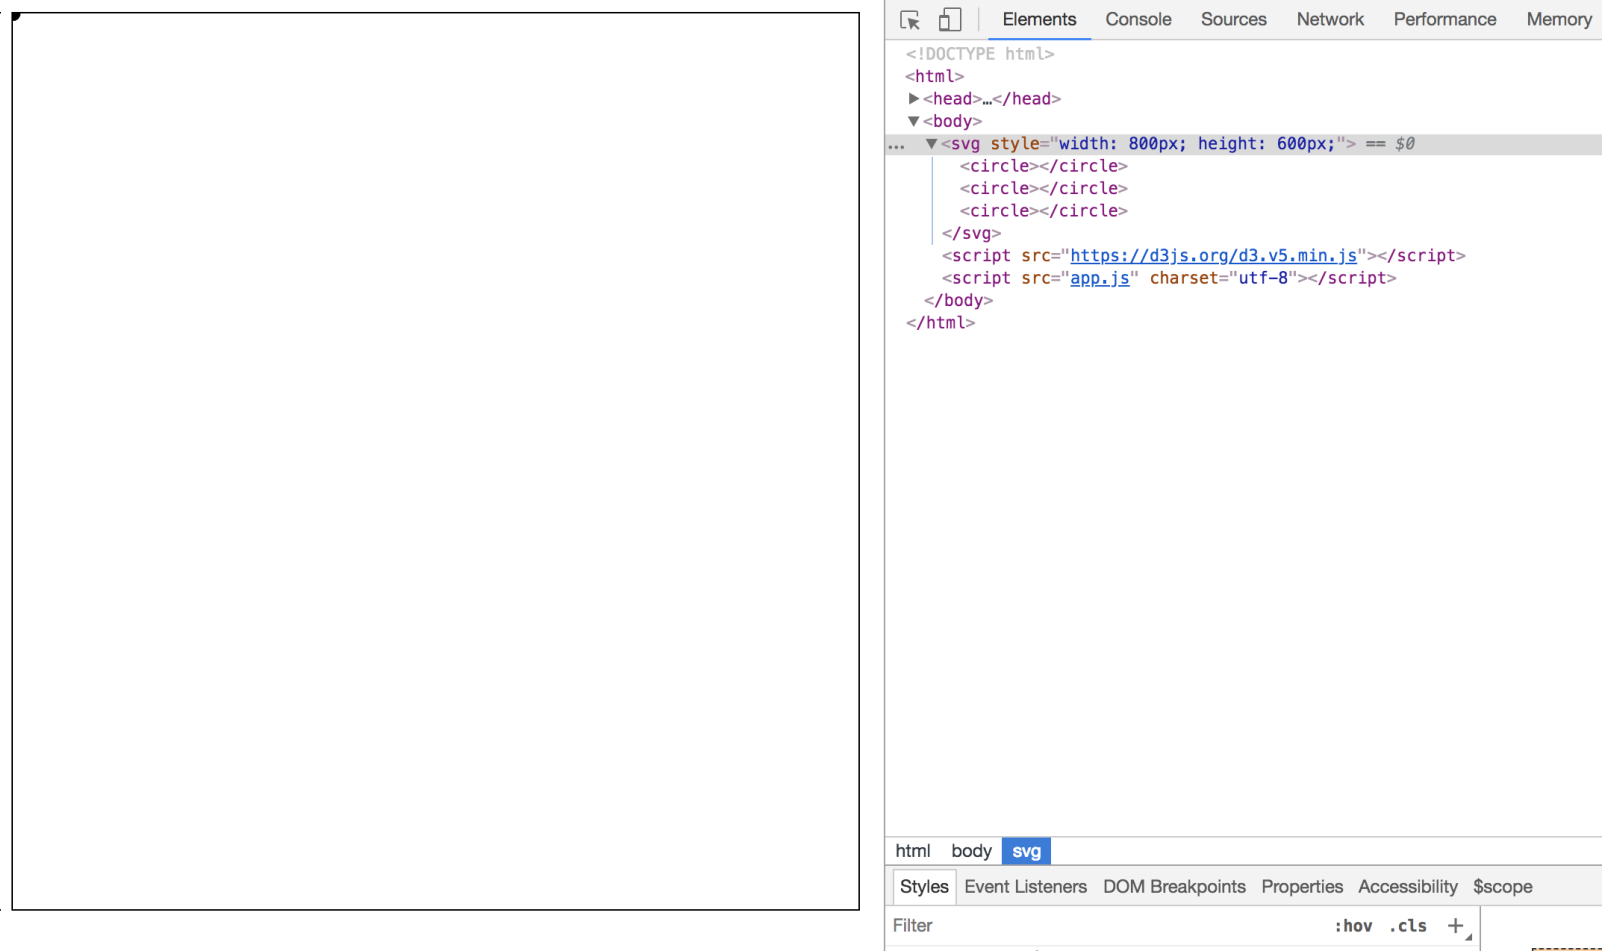 Elements Console Sources Network Performance Memory
<!DOCTYPE html>
<html>
▶<head>…</head>
▼<body>
… ▼<svg style="width: 800px; height: 600px;"> == $0
<circle></circle>
<circle></circle>
<circle></circle>
</svg>
<script src="https://d3js.org/d3.v5.min.js"></script>
<script src="app.js" charset="utf-8"></script>
</body>
</html>
html body svg
Styles Event Listeners DOM Breakpoints Properties Accessibility $scope
Filter :hov .cls +